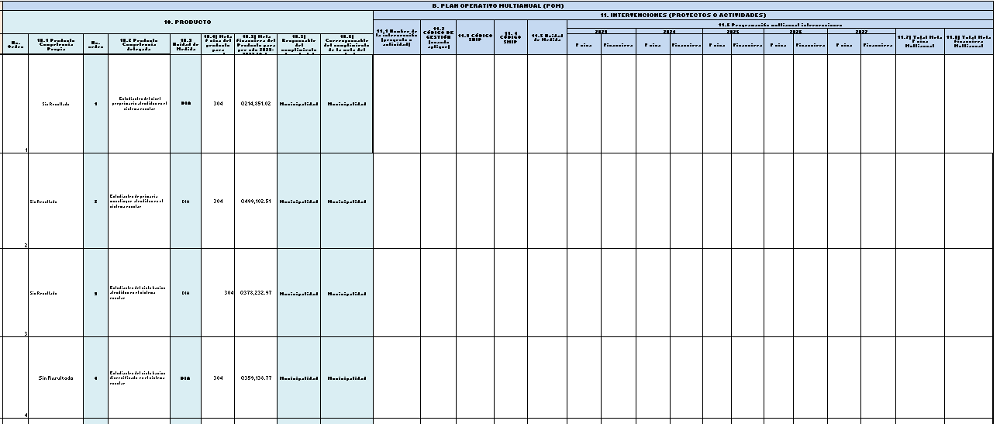 B. PLAN OPERATIVO MULTIANUAL (POM)
10. PRODUCTO
11. INTERVENCIONES (PROYECTOS O ACTIVIDADES)
11.6 Programación multianual intervenciones
No. Orden
10.1 Producto Competencia Propia
No. orden
10.2 Producto Competencia delegada
10.3 Unidad de Medida
10.4) Meta Física del producto para
10.5) Meta financiera del Producto para periodo 2023-
10.5) Responsable del cumplimiento
10.6) Corresponsable del cumplimiento de la meta del
11.1 Nombre de la intervención (proyecto o actividad)
11.2 CÓDIGO DE GESTIÓN (cuando aplique)
11.3 CÓDIGO SNIP
11.4 CÓDIGO SNIP
11.5 Unidad de Medida
2023
2024
2025
2026
2027
Física
Financiera
Física
Financiera
Física
Financiera
Física
Financiera
Física
Financiera
11.7) Total Meta Física Multianual
11.8) Total Meta Financiera Multianual
1
Sin Resultado
1
Estudiantes del nivel
preprimario atendidos en el
sistema escolar
DIA
304
Q214,851.02
Municipalidad
Municipalidad
2
Sin Resultado
2
Estudiantes de primaria
monolingue atendidos en el
sistema escolar
DIA
304
Q499,102.51
Municipalidad
Municipalidad
3
Sin Resultado
3
Estudiantes del ciclo basico
atendidos en el sistema
escolar
DIA
304
Q378,232.97
Municipalidad
Municipalidad
4
Sin Resultado
4
Estudiantes del ciclo basico
diversificado en el sistema
escolar
DIA
304
Q359,138.77
Municipalidad
Municipalidad